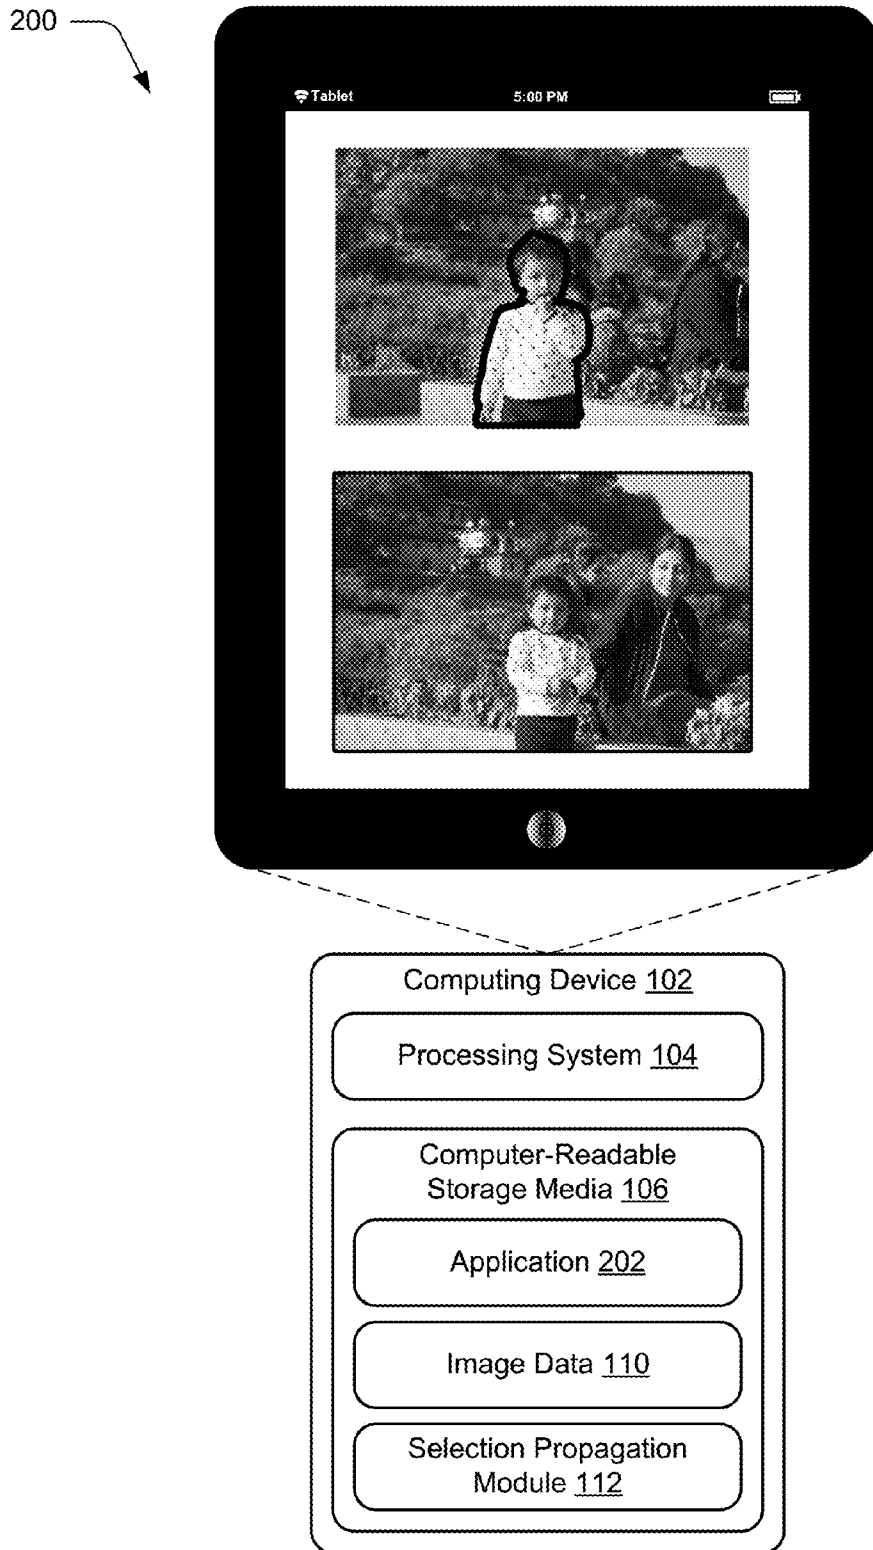 200
Tablet 5:00 PM
Computing Device 102
Processing System 104
Computer-Readable
Storage Media 106
Application 202
Image Data 110
Selection Propagation
Module 112